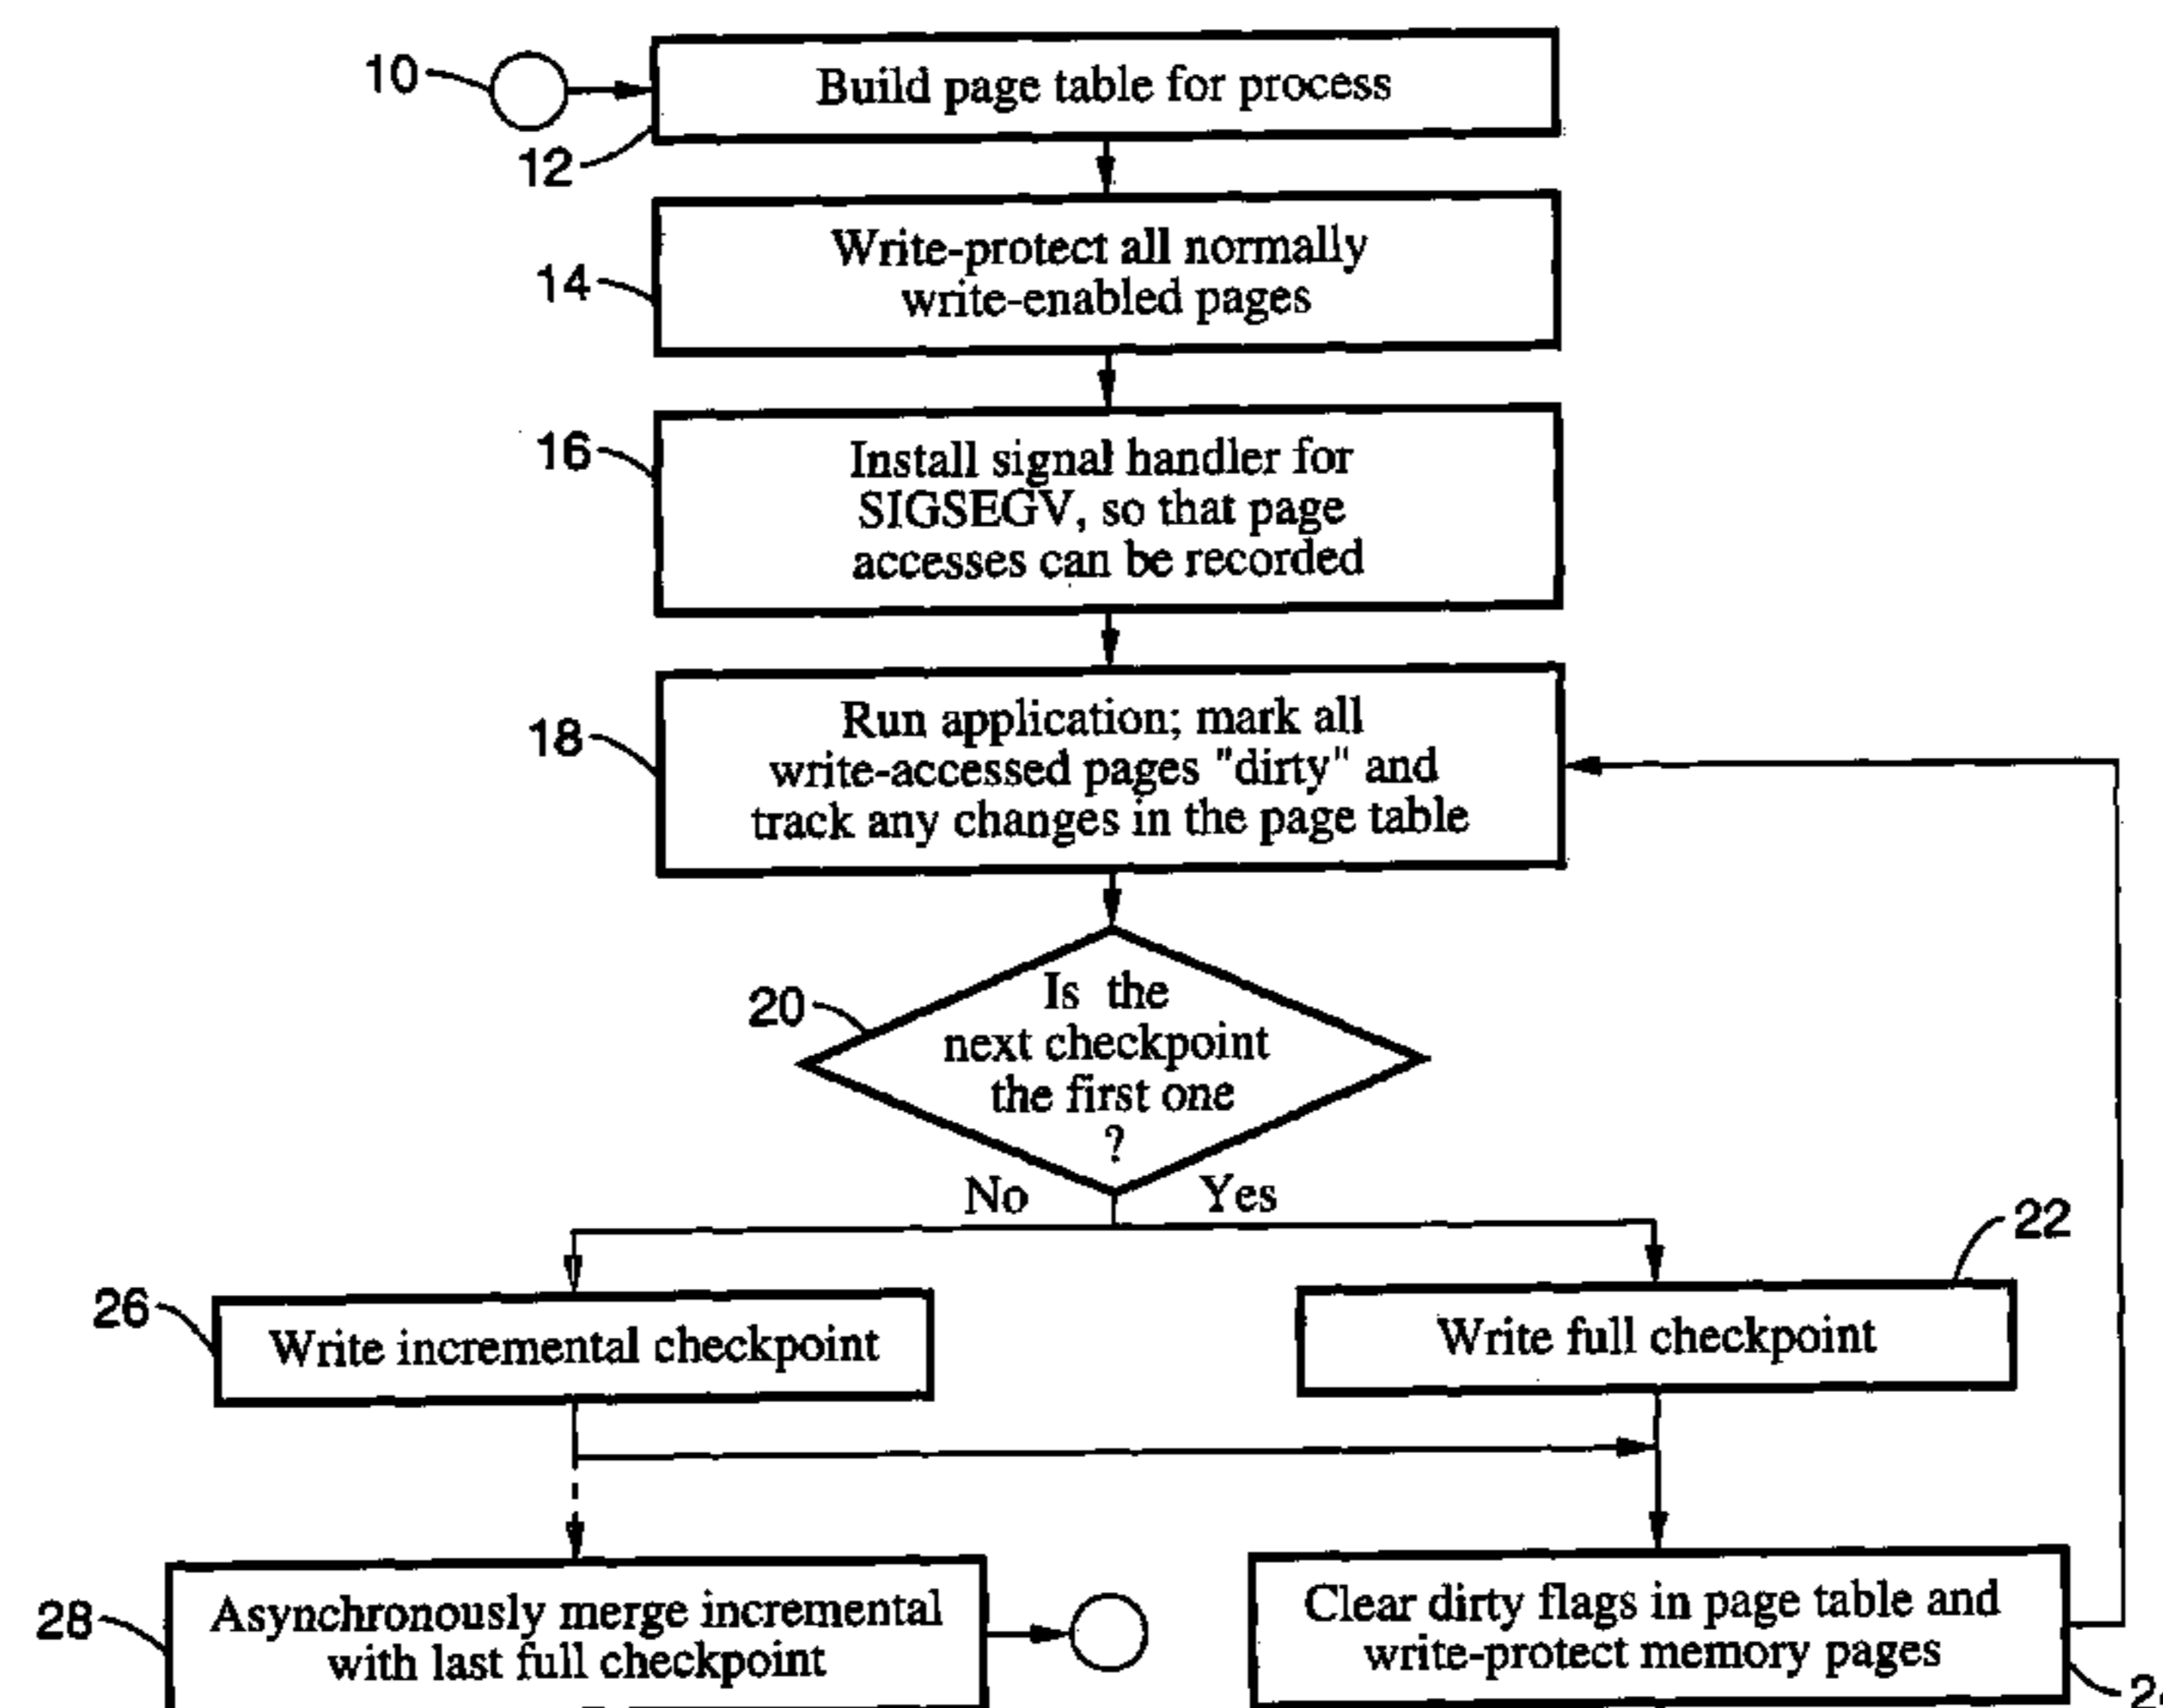 10
Build page table for process
12
Write-protect all normally
write-enabled pages
14
16
Install signal handler for
SIGSEGV, so that page
accesses can be recorded
18
Run application; mark all
write-accessed pages "dirty" and
track any changes in the page table
20
Is the
next checkpoint
the first one
?
No
Yes
22
26
Write incremental checkpoint
Write full checkpoint
28
Asynchronously merge incremental
with last full checkpoint
Clear dirty flags in page table and
write-protect memory pages